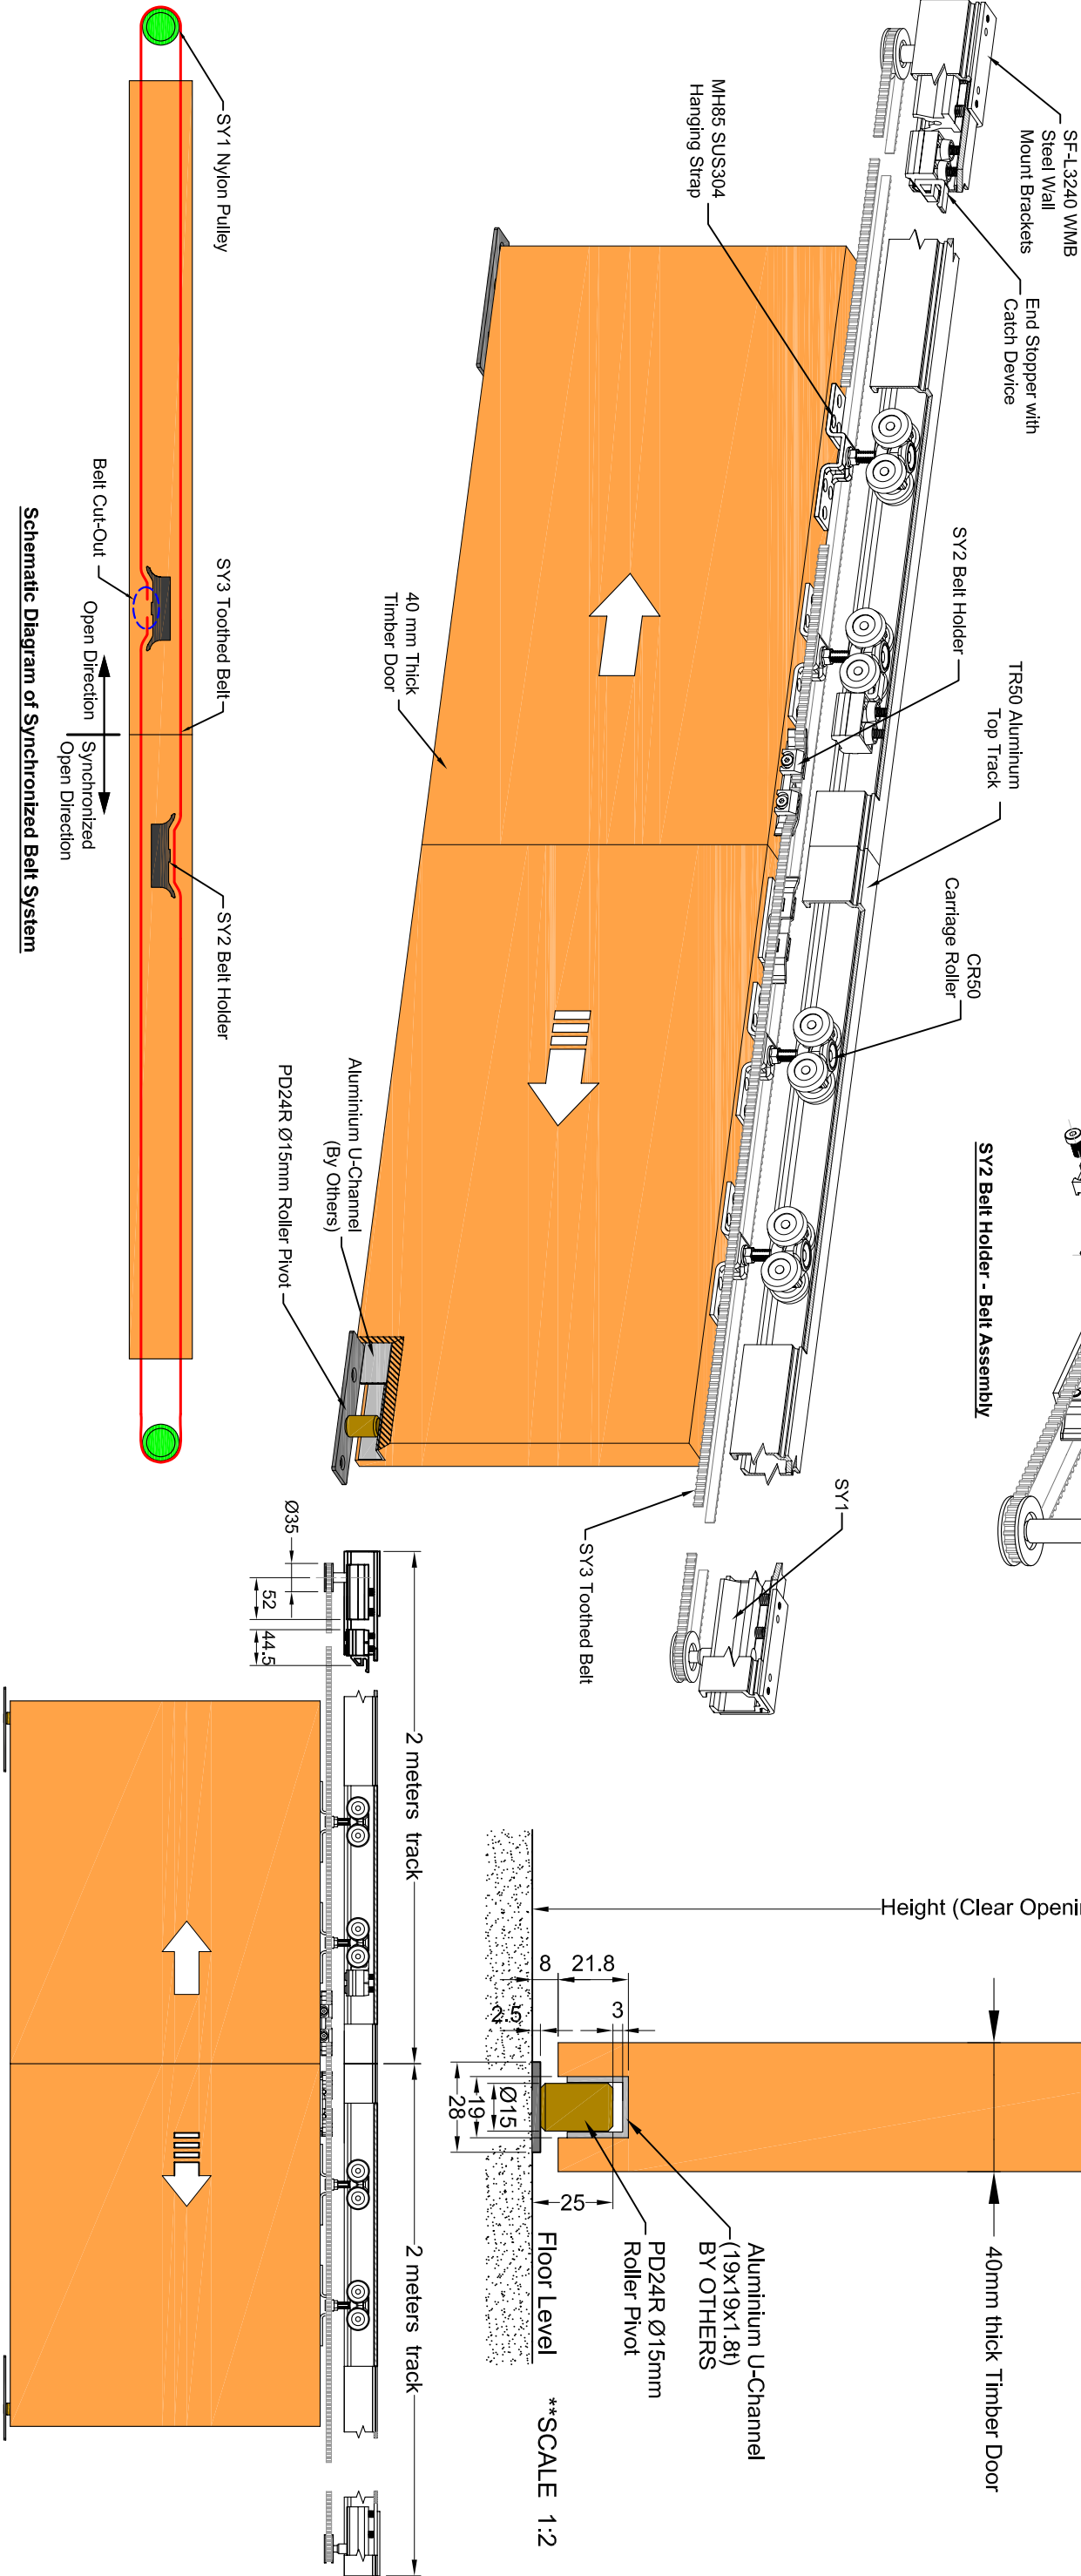 SF-L3240 WMB
Steel Wall
Mount Brackets
End Stopper with
Catch Device
MH85 SUS304
Hanging Strap
SY2 Belt Holder
TR50 Aluminum
Top Track
CR50
Carriage Roller
40 mm Thick
Timber Door
Aluminium U-Channel
(By Others)
PD24R Ø15mm Roller Pivot
SY1
SY3 Toothed Belt
SY2 Belt Holder - Belt Assembly
SY1 Nylon Pulley
Belt Cut-Out
SY3 Toothed Belt
SY2 Belt Holder
Open Direction
Synchronized
Open Direction
Schematic Diagram of Synchronized Belt System
2 meters track
2 meters track
Ø35
52
44.5
Height (Clear Openin
40mm thick Timber Door
8
21.8
2.5
3
Ø15
19
28
25
Aluminium U-Channel
(19x19x1.8t)
BY OTHERS
PD24R Ø15mm
Roller Pivot
Floor Level
**SCALE 1:2